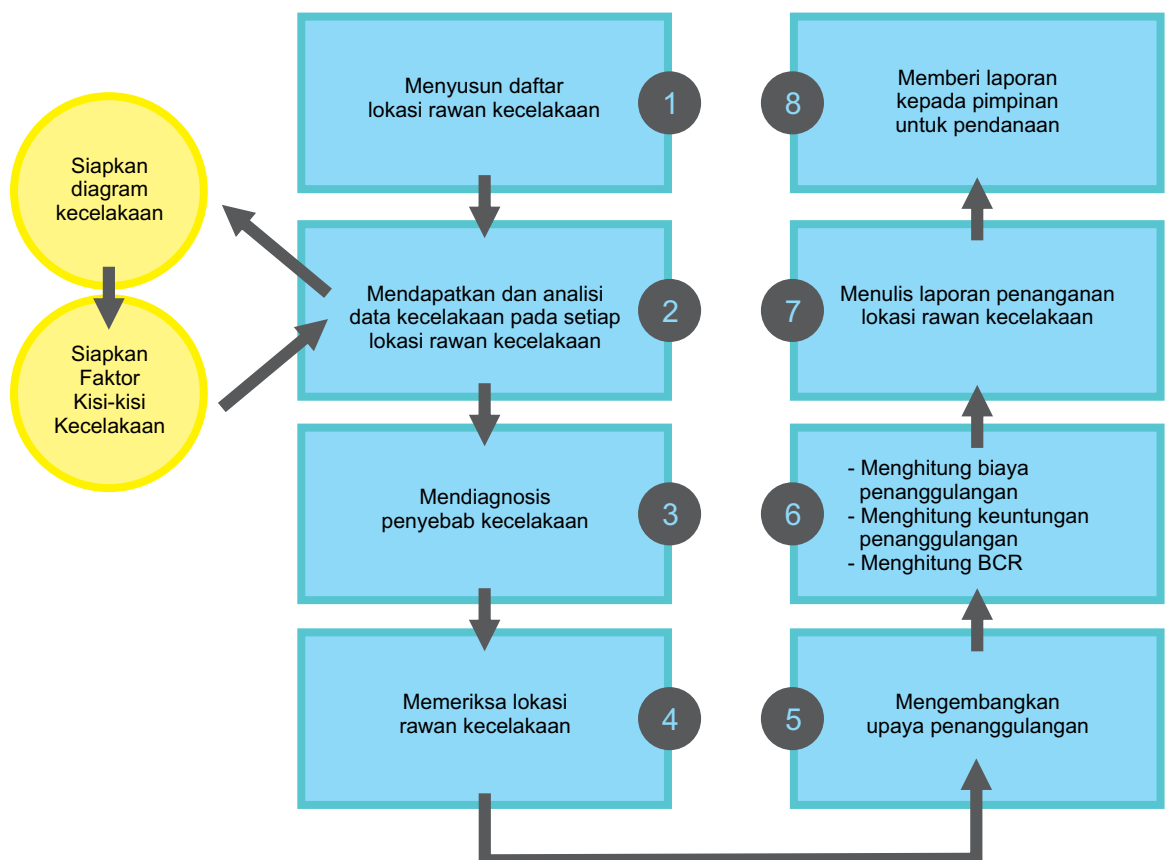 Menyusun daftar
lokasi rawan kecelakaan
1
Siapkan
diagram
kecelakaan
Siapkan
Faktor
Kisi-kisi
Kecelakaan
Mendapatkan dan analisi
data kecelakaan pada setiap
lokasi rawan kecelakaan
2
Mendiagnosis
penyebab kecelakaan
3
Memeriksa lokasi
rawan kecelakaan
4
Mengembangkan
upaya penanggulangan
5
- Menghitung biaya
penanggulangan
- Menghitung keuntungan
penanggulangan
- Menghitung BCR
6
Menulis laporan penanganan
lokasi rawan kecelakaan
7
Memberi laporan
kepada pimpinan
untuk pendanaan
8